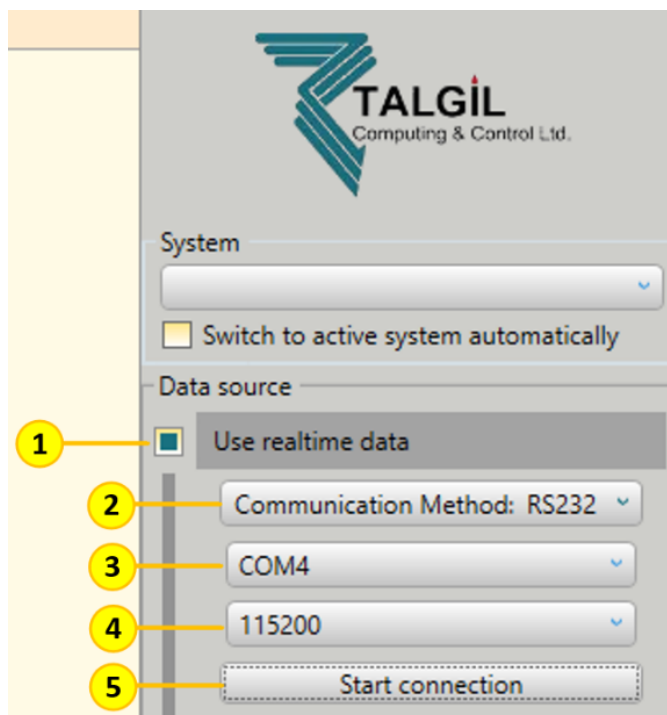 TALGIL
Computing & Control Ltd.
System
Switch to active system automatically
Data source
1 Use realtime data
2 Communication Method: RS232
3 COM4
4 115200
5 Start connection